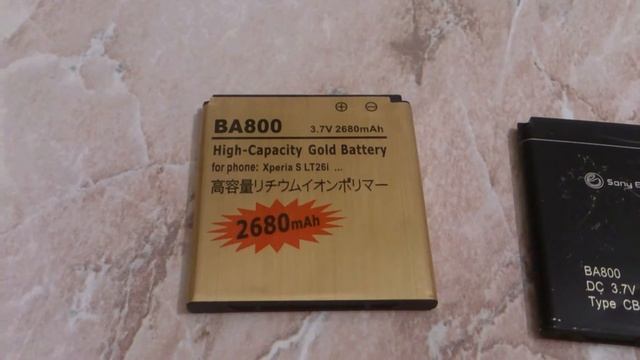 BA800
3.7V 2680mAh
High-Capacity Gold Battery
for phone: Xperia S LT26i ...
高容量リチウムイオンポリマー
2680mAh
Sony E
BA800
DC 3.7V
Type CBA